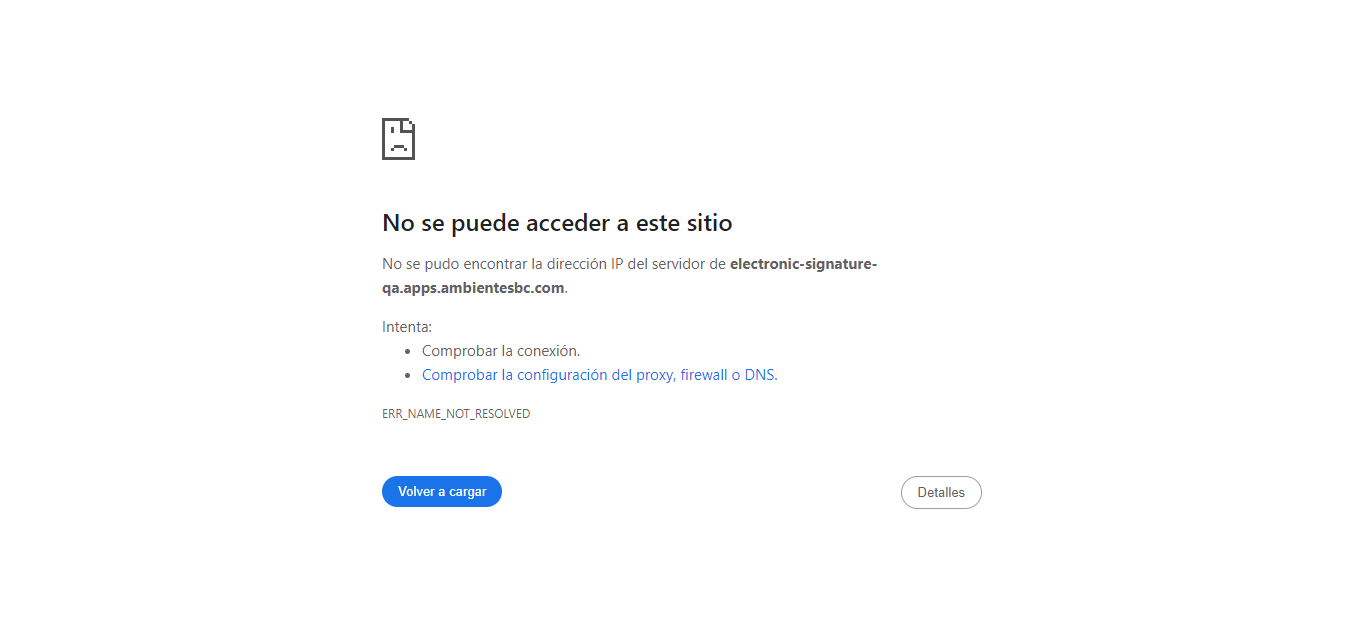 No se puede acceder a este sitio
No se pudo encontrar la dirección IP del servidor de electronic-signature-
qa.apps.ambientesbc.com.
Intenta:
• Comprobar la conexión.
• Comprobar la configuración del proxy, firewall o DNS.
ERR_NAME_NOT_RESOLVED
Volver a cargar
Detalles